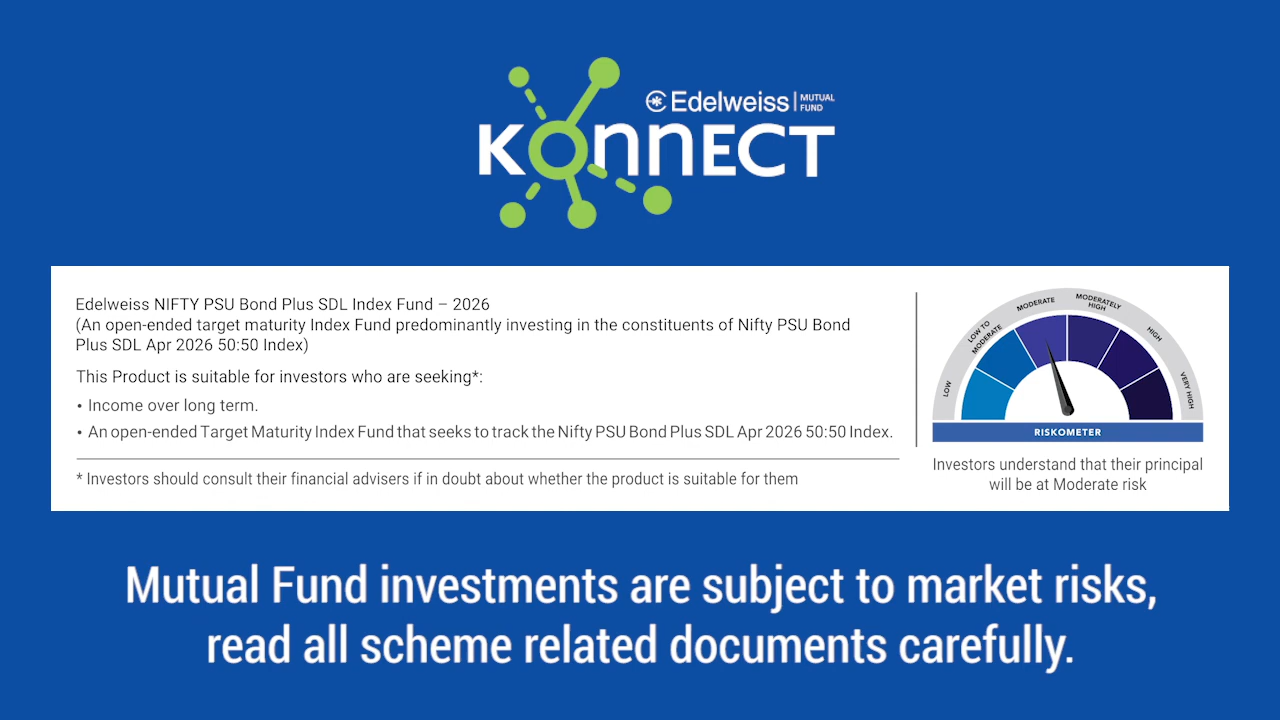 Edelweiss | MUTUAL
FUND
KONNECT
Edelweiss NIFTY PSU Bond Plus SDL Index Fund – 2026
(An open-ended target maturity Index Fund predominantly investing in the constituents of Nifty PSU Bond
Plus SDL Apr 2026 50:50 Index)
This Product is suitable for investors who are seeking*:
• Income over long term.
• An open-ended Target Maturity Index Fund that seeks to track the Nifty PSU Bond Plus SDL Apr 2026 50:50 Index.
* Investors should consult their financial advisers if in doubt about whether the product is suitable for them
LOW
LOW TO
MODERATE
MODERATE
MODERATELY
HIGH
HIGH
VERY HIGH
RISKOMETER
Investors understand that their principal
will be at Moderate risk
Mutual Fund investments are subject to market risks,
read all scheme related documents carefully.